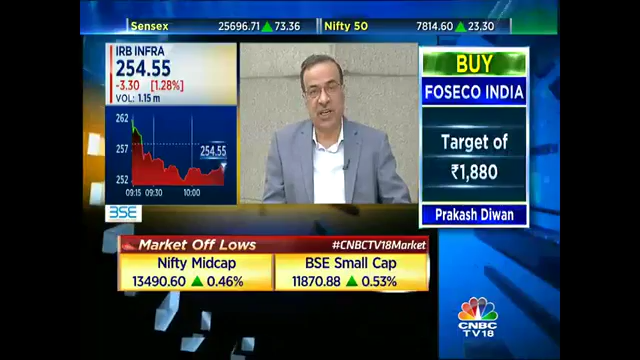 Sensex 25696.71 ▲ 73.36 Nifty 50 7814.60 ▲ 23.30
IRB INFRA
254.55
-3.30 [1.28%]
VOL: 1.15 m
262
257
254.55
252
09:15 09:30 10:00
BSE
BUY
FOSECO INDIA
Target of
₹1,880
Prakash Diwan
Market Off Lows #CNBCTV18Market
Nifty Midcap
13490.60 ▲ 0.46%
BSE Small Cap
11870.88 ▲ 0.53%
CNBC
TV18